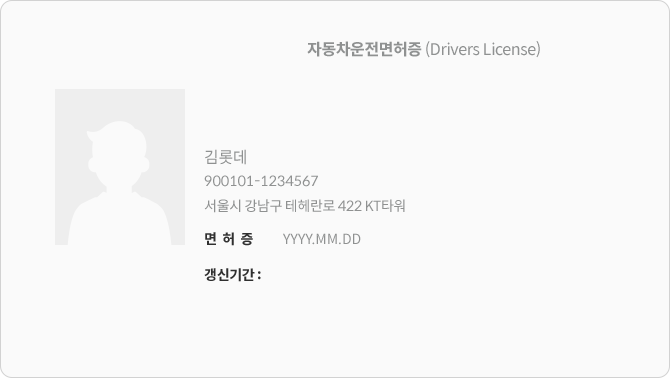 자동차운전면허증 (Drivers License)
김롯데
900101-1234567
서울시 강남구 테헤란로 422 KT타워
면 허 증 YYYY.MM.DD
갱신기간 :